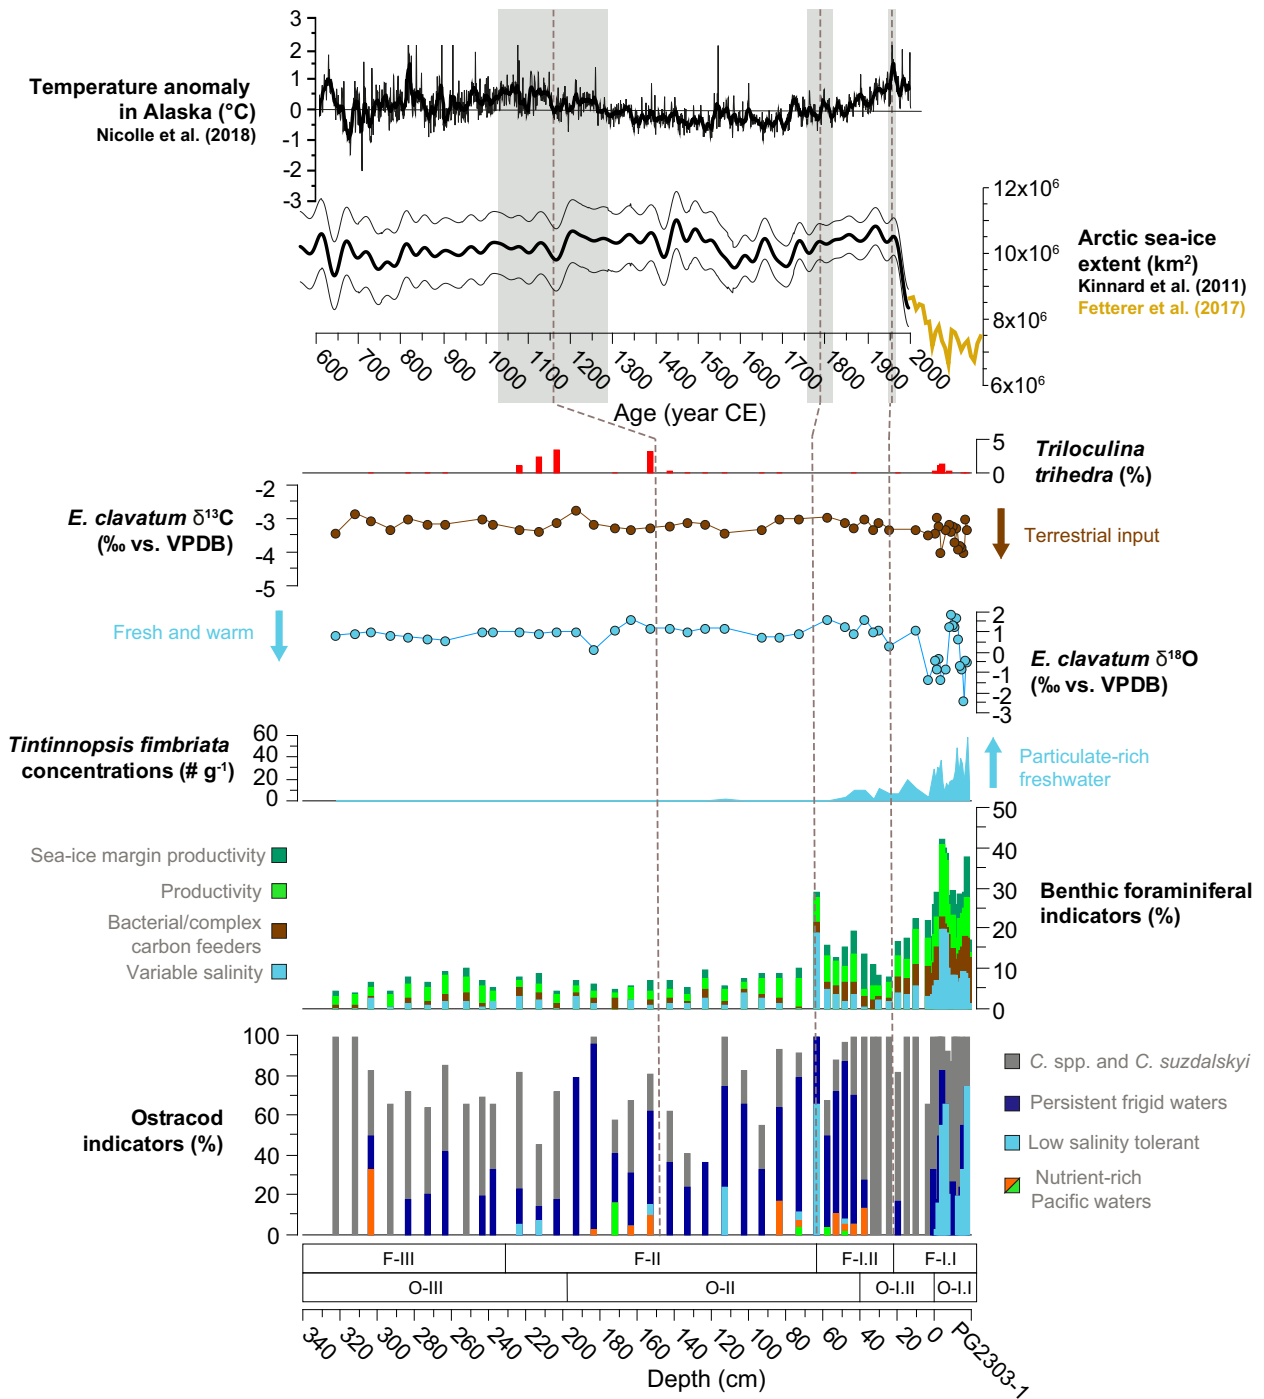 3
2
1
0
-1
-2
-3
Temperature anomaly
in Alaska (°C)
Nicolle et al. (2018)
12x10⁶
10x10⁶
8x10⁶
6x10⁶
Arctic sea-ice
extent (km²)
Kinnard et al. (2011)
Fetterer et al. (2017)
600
700
800
900
1000
1100
1200
1300
1400
1500
1600
1700
1800
1900
2000
Age (year CE)
5
0
Triloculina
trihedra (%)
-2
-3
-4
-5
E. clavatum δ¹³C
(‰ vs. VPDB)
Terrestrial input
Fresh and warm
2
1
0
-1
-2
-3
E. clavatum δ¹⁸O
(‰ vs. VPDB)
60
40
20
0
Tintinnopsis fimbriata
concentrations (# g⁻¹)
Particulate-rich
freshwater
50
40
30
20
10
0
Sea-ice margin productivity
Productivity
Bacterial/complex
carbon feeders
Variable salinity
Benthic foraminiferal
indicators (%)
100
80
60
40
20
0
Ostracod
indicators (%)
C. spp. and C. suzdalskyi
Persistent frigid waters
Low salinity tolerant
Nutrient-rich
Pacific waters
F-III
F-II
F-I.II
F-I.I
O-III
O-II
O-I.II
O-I.I
340
320
300
280
260
240
220
200
180
160
140
120
100
80
60
40
20
0
PG2303-1
Depth (cm)